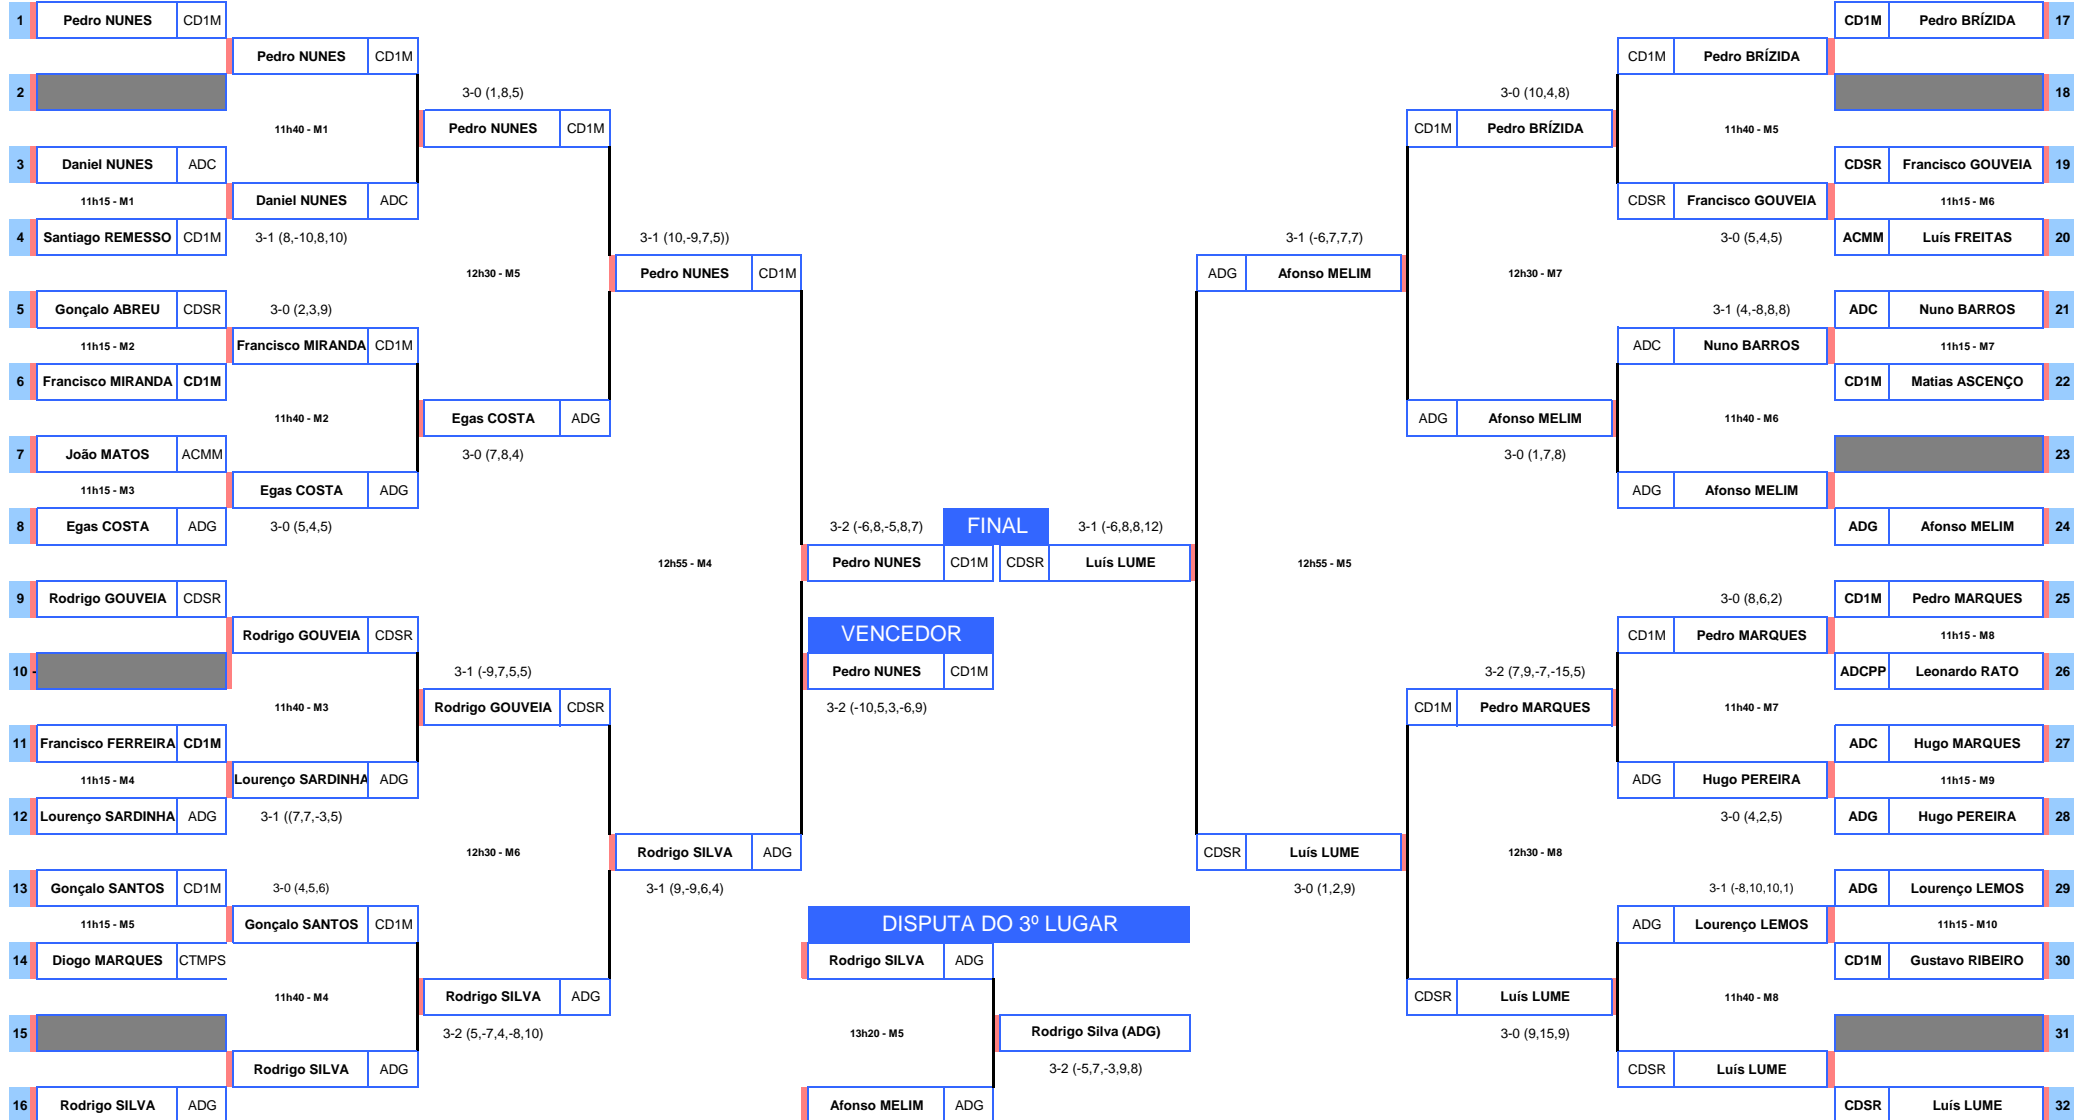 1 Pedro NUNES CD1M
Pedro NUNES CD1M
2
3-0 (1,8,5)
11h40 - M1
Pedro NUNES CD1M
3 Daniel NUNES ADC
11h15 - M1
Daniel NUNES ADC
4 Santiago REMESSO CD1M
3-1 (8,-10,8,10)
3-1 (10,-9,7,5))
12h30 - M5
Pedro NUNES CD1M
5 Gonçalo ABREU CDSR
3-0 (2,3,9)
11h15 - M2
Francisco MIRANDA CD1M
6 Francisco MIRANDA CD1M
11h40 - M2
Egas COSTA ADG
7 João MATOS ACMM
3-0 (7,8,4)
11h15 - M3
Egas COSTA ADG
8 Egas COSTA ADG
3-0 (5,4,5)
12h55 - M4
9 Rodrigo GOUVEIA CDSR
Rodrigo GOUVEIA CDSR
10 -
3-1 (-9,7,5,5)
11h40 - M3
Rodrigo GOUVEIA CDSR
11 Francisco FERREIRA CD1M
11h15 - M4
Lourenço SARDINHA ADG
12 Lourenço SARDINHA ADG
3-1 ((7,7,-3,5)
12h30 - M6
Rodrigo SILVA ADG
3-1 (9,-9,6,4)
13 Gonçalo SANTOS CD1M
3-0 (4,5,6)
11h15 - M5
Gonçalo SANTOS CD1M
14 Diogo MARQUES CTMPS
11h40 - M4
Rodrigo SILVA ADG
15
3-2 (5,-7,4,-8,10)
Rodrigo SILVA ADG
16 Rodrigo SILVA ADG
3-2 (-6,8,-5,8,7)
FINAL
3-1 (-6,8,8,12)
Pedro NUNES CD1M
CDSR Luís LUME
VENCEDOR
Pedro NUNES CD1M
3-2 (-10,5,3,-6,9)
DISPUTA DO 3º LUGAR
Rodrigo SILVA ADG
13h20 - M5
Rodrigo Silva (ADG)
3-2 (-5,7,-3,9,8)
Afonso MELIM ADG
CD1M Pedro BRÍZIDA 17
CD1M Pedro BRÍZIDA
18
3-0 (10,4,8)
CD1M Pedro BRÍZIDA
11h40 - M5
CDSR Francisco GOUVEIA 19
CDSR Francisco GOUVEIA
11h15 - M6
3-0 (5,4,5)
ACMM Luís FREITAS 20
3-1 (-6,7,7,7)
ADG Afonso MELIM
12h30 - M7
3-1 (4,-8,8,8)
ADC Nuno BARROS 21
ADC Nuno BARROS
11h15 - M7
CD1M Matias ASCENÇO 22
ADG Afonso MELIM
11h40 - M6
3-0 (1,7,8)
23
ADG Afonso MELIM
ADG Afonso MELIM 24
12h55 - M5
3-0 (8,6,2)
CD1M Pedro MARQUES 25
CD1M Pedro MARQUES
11h15 - M8
3-2 (7,9,-7,-15,5)
ADCPP Leonardo RATO 26
CD1M Pedro MARQUES
11h40 - M7
ADC Hugo MARQUES 27
ADG Hugo PEREIRA
11h15 - M9
3-0 (4,2,5)
ADG Hugo PEREIRA 28
CDSR Luís LUME
12h30 - M8
3-0 (1,2,9)
3-1 (-8,10,10,1)
ADG Lourenço LEMOS 29
ADG Lourenço LEMOS
11h15 - M10
CD1M Gustavo RIBEIRO 30
CDSR Luís LUME
11h40 - M8
3-0 (9,15,9)
31
CDSR Luís LUME
CDSR Luís LUME 32